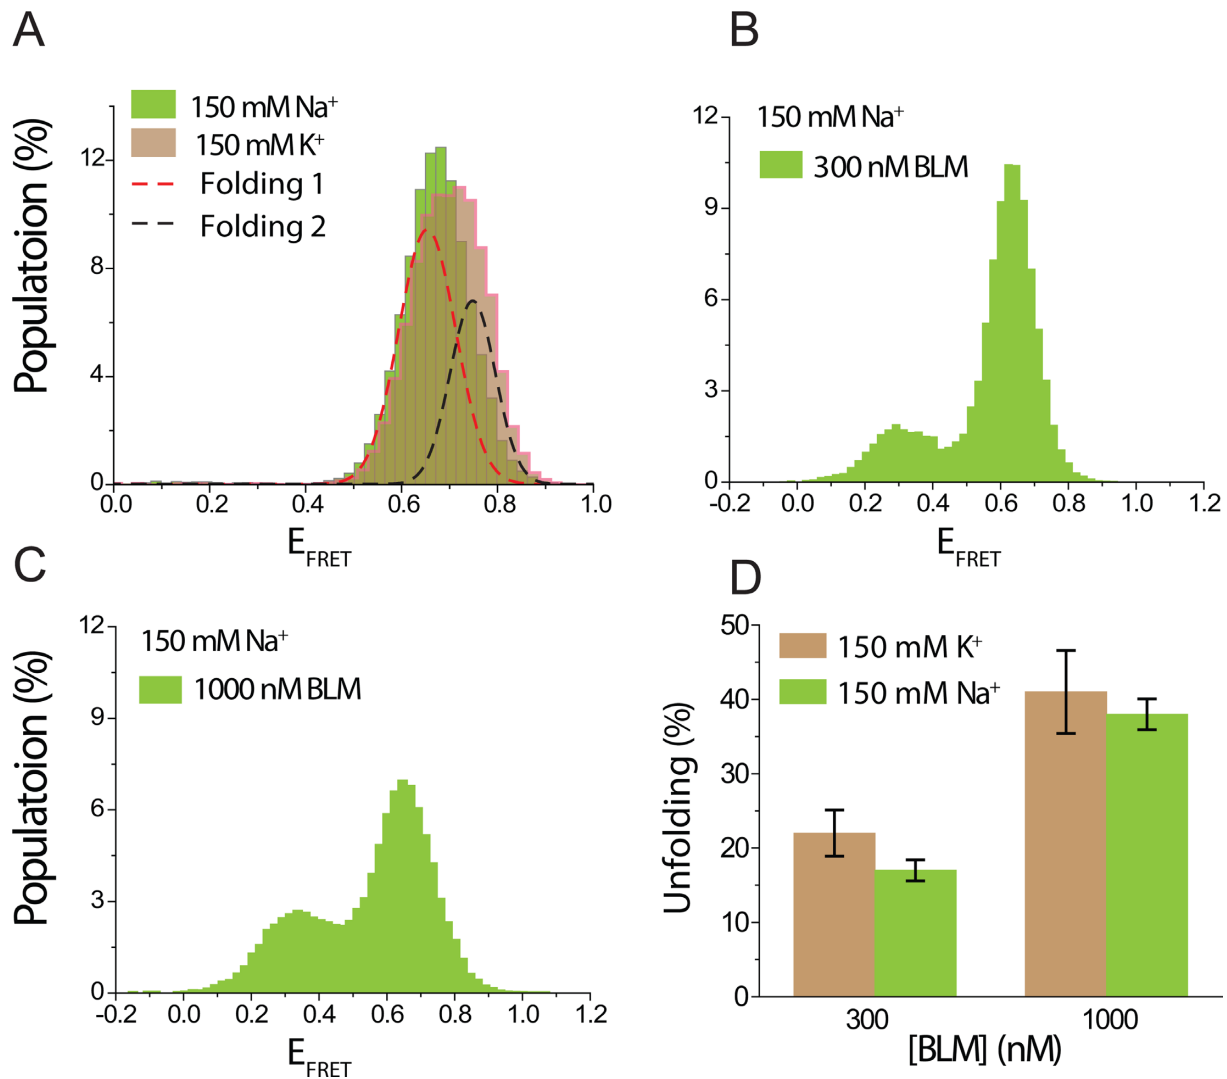 A
150 mM Na⁺
150 mM K⁺
Folding 1
Folding 2
Populatoion (%)
12
8
4
0
0.0 0.2 0.4 0.6 0.8 1.0
E_FRET
B
150 mM Na⁺
300 nM BLM
12
9
6
3
0
-0.2 0.0 0.2 0.4 0.6 0.8 1.0 1.2
E_FRET
C
150 mM Na⁺
1000 nM BLM
Populatoion (%)
12
9
6
3
0
-0.2 0.0 0.2 0.4 0.6 0.8 1.0 1.2
E_FRET
D
150 mM K⁺
150 mM Na⁺
Unfolding (%)
50
40
30
20
10
0
300 1000
[BLM] (nM)